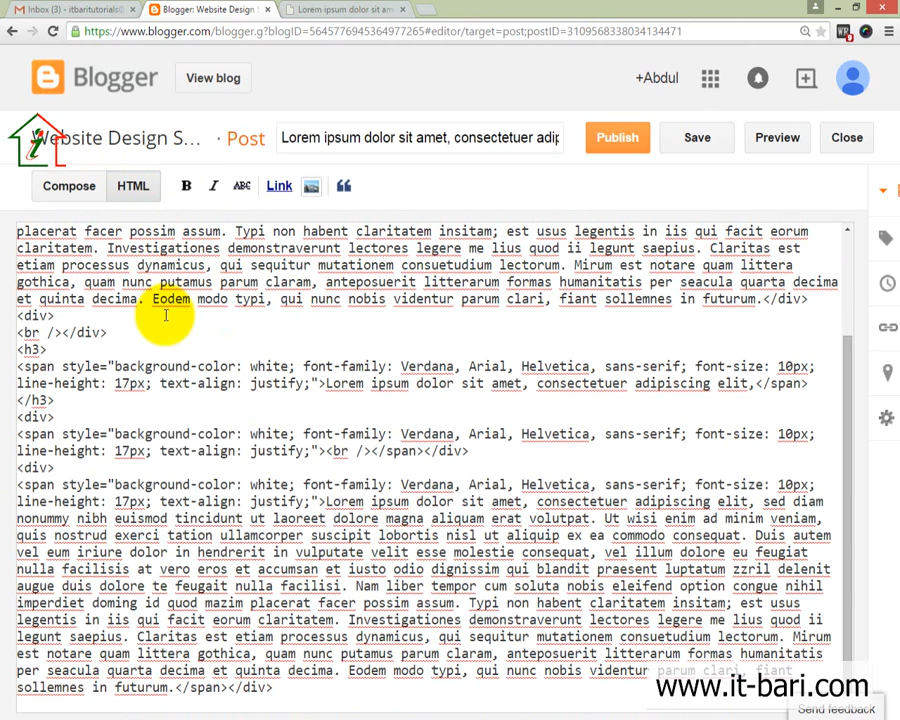 Inbox (3) - itbaritutorials@
Blogger: Website Design S
Lorem ipsum dolor sit amet
https://www.blogger.com/blogger.g?blogID=5645776945364977265#editor/target=post;postID=3109568338034134471
9
Blogger
View blog
+Abdul
Website Design S... · Post
Lorem ipsum dolor sit amet, consectetuer adip
Publish
Save
Preview
Close
Compose
HTML
B
I
ABC
Link
placerat facer possim assum. Typi non habent claritatem insitam; est usus legentis in iis qui facit eorum
claritatem. Investigationes demonstraverunt lectores legere me lius quod ii legunt saepius. Claritas est
etiam processus dynamicus, qui sequitur mutationem consuetudium lectorum. Mirum est notare quam littera
gothica, quam nunc putamus parum claram, anteposuerit litterarum formas humanitatis per seacula quarta decima
et quinta decima. Eodem modo typi, qui nunc nobis videntur parum clari, fiant sollemnes in futurum.</div>
<div>
<br /></div>
<h3>
<span style="background-color: white; font-family: Verdana, Arial, Helvetica, sans-serif; font-size: 10px;
line-height: 17px; text-align: justify;">Lorem ipsum dolor sit amet, consectetuer adipiscing elit,</span>
</h3>
<div>
<span style="background-color: white; font-family: Verdana, Arial, Helvetica, sans-serif; font-size: 10px;
line-height: 17px; text-align: justify;"><br /></span></div>
<div>
<span style="background-color: white; font-family: Verdana, Arial, Helvetica, sans-serif; font-size: 10px;
line-height: 17px; text-align: justify;">Lorem ipsum dolor sit amet, consectetuer adipiscing elit, sed diam
nonummy nibh euismod tincidunt ut laoreet dolore magna aliquam erat volutpat. Ut wisi enim ad minim veniam,
quis nostrud exerci tation ullamcorper suscipit lobortis nisl ut aliquip ex ea commodo consequat. Duis autem
vel eum iriure dolor in hendrerit in vulputate velit esse molestie consequat, vel illum dolore eu feugiat
nulla facilisis at vero eros et accumsan et iusto odio dignissim qui blandit praesent luptatum zzril delenit
augue duis dolore te feugait nulla facilisi. Nam liber tempor cum soluta nobis eleifend option congue nihil
imperdiet doming id quod mazim placerat facer possim assum. Typi non habent claritatem insitam; est usus
legentis in iis qui facit eorum claritatem. Investigationes demonstraverunt lectores legere me lius quod ii
legunt saepius. Claritas est etiam processus dynamicus, qui sequitur mutationem consuetudium lectorum. Mirum
est notare quam littera gothica, quam nunc putamus parum claram, anteposuerit litterarum formas humanitatis
per seacula quarta decima et quinta decima. Eodem modo typi, qui nunc nobis videntur parum clari, fiant
sollemnes in futurum.</span></div>
www.it-bari.com
Send feedback